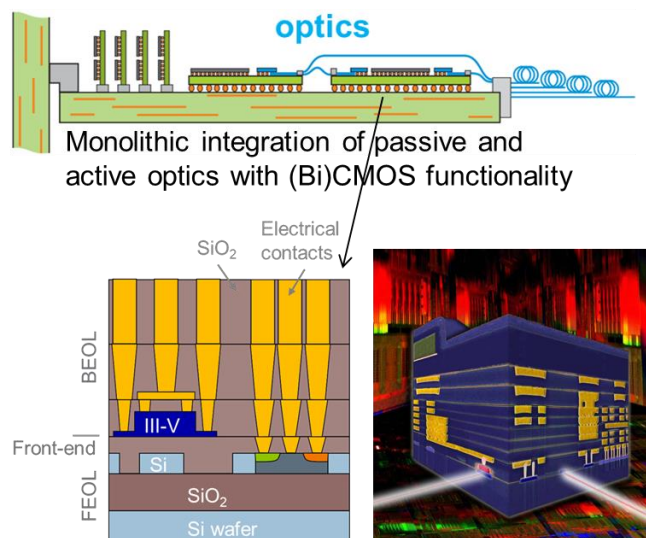 optics
Monolithic integration of passive and
active optics with (Bi)CMOS functionality
SiO₂
Electrical
contacts
BEOL
III-V
Front-end
Si
FEOL
SiO₂
Si wafer